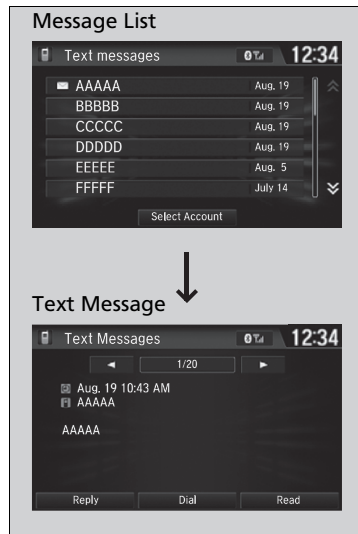 Message List
Text messages 12:34
AAAAA Aug. 19
BBBBB Aug. 19
CCCCC Aug. 19
DDDDD Aug. 19
EEEEE Aug. 5
FFFFF July 14
Select Account
Text Message
Text Messages 12:34
1/20
Aug. 19 10:43 AM
AAAAA
AAAAA
Reply Dial Read